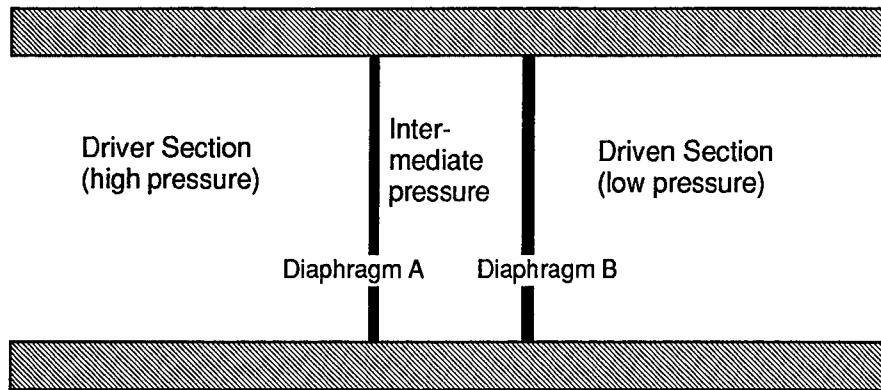 Driver Section
(high pressure)
Inter-
mediate
pressure
Driven Section
(low pressure)
Diaphragm A
Diaphragm B